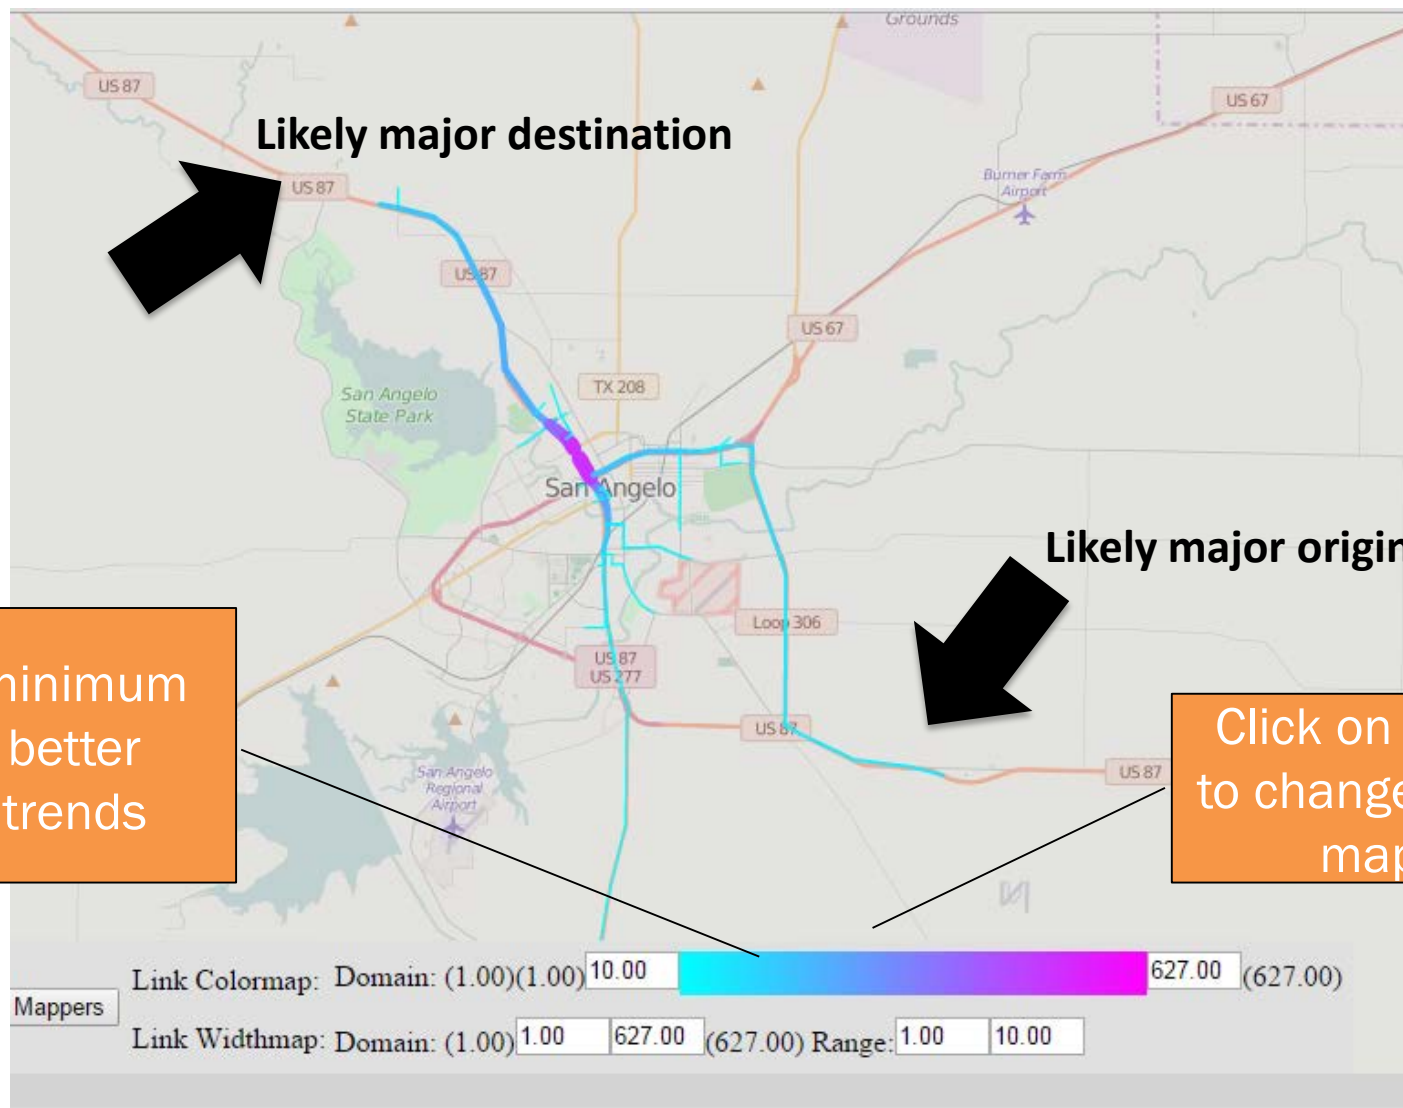 Grounds
US 87
US 67
Likely major destination
Burner Farm
Airport
US 87
US 87
US 67
TX 208
San Angelo
State Park
San Angelo
Likely major origin
Loop 306
minimum
better
trends
US 87
US 277
US 87
Click on
to change
map
San Angelo
Regional
Airport
US 87
Link Colormap: Domain: (1.00)(1.00) 10.00 627.00 (627.00)
Mappers
Link Widthmap: Domain: (1.00) 1.00 627.00 (627.00) Range: 1.00 10.00